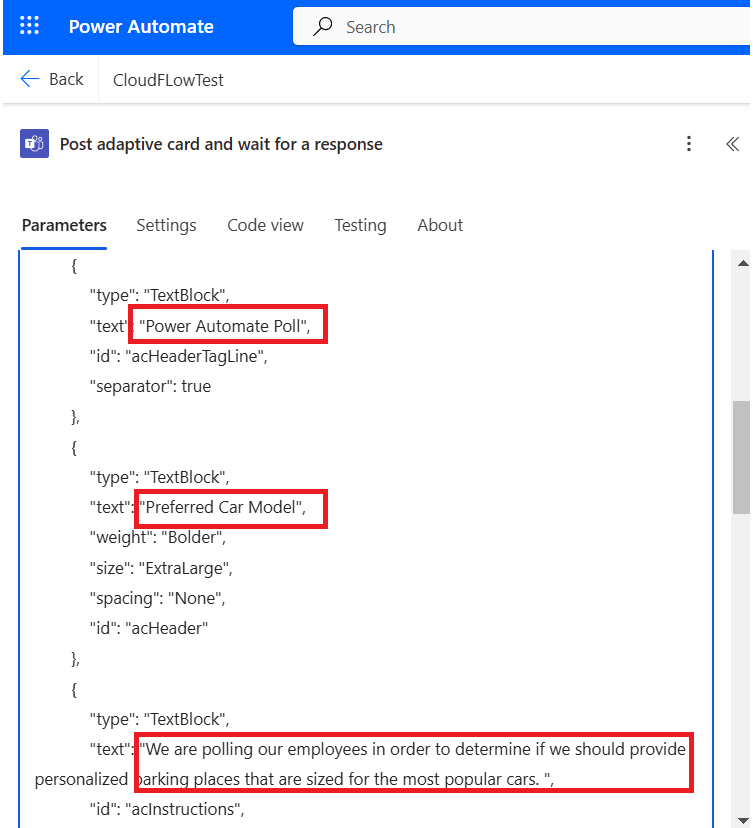 Power Automate
Search
Back
CloudFLowTest
Post adaptive card and wait for a response
Parameters Settings Code view Testing About
{
"type": "TextBlock",
"text": "Power Automate Poll",
"id": "acHeaderTagLine",
"separator": true
},
{
"type": "TextBlock",
"text": "Preferred Car Model",
"weight": "Bolder",
"size": "ExtraLarge",
"spacing": "None",
"id": "acHeader"
},
{
"type": "TextBlock",
"text": "We are polling our employees in order to determine if we should provide
personalized parking places that are sized for the most popular cars. ",
"id": "acInstructions",